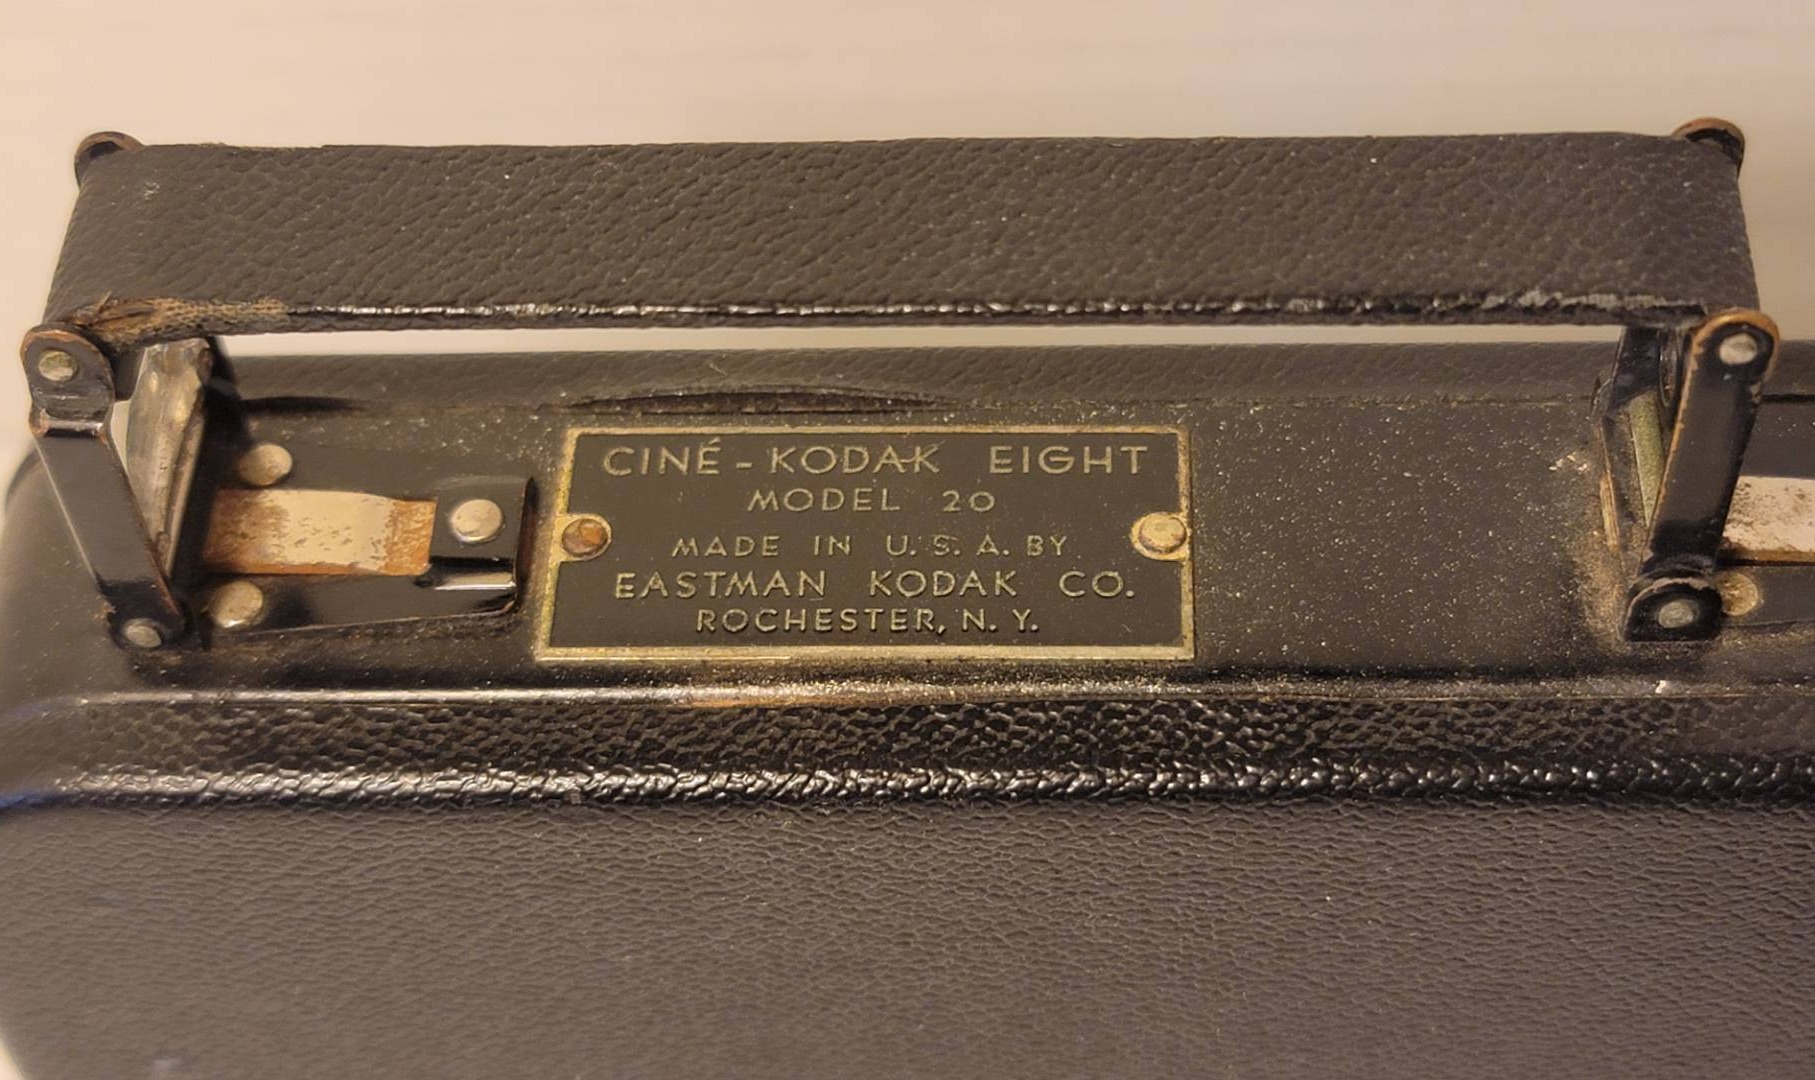 CINÉ-KODAK EIGHT
MODEL 20
MADE IN U.S.A. BY
EASTMAN KODAK CO.
ROCHESTER, N.Y.